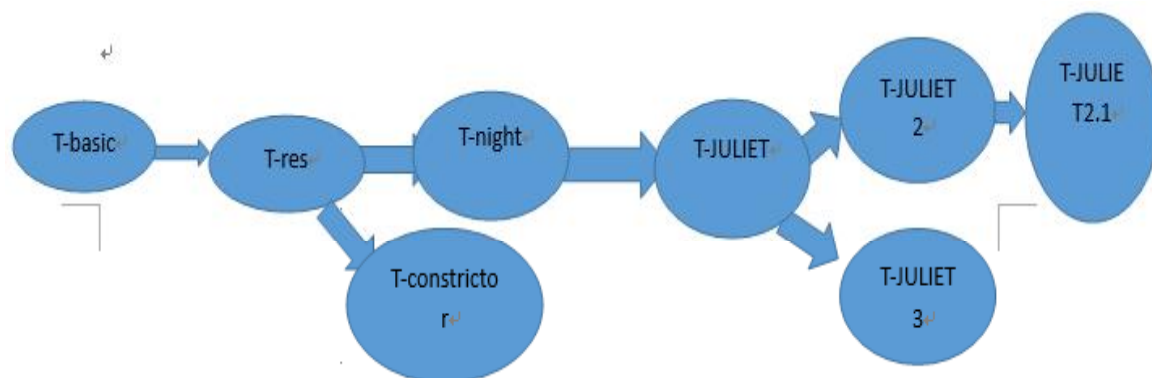 T-basic
T-res
T-night
T-constricto
r
T-JULIET
T-JULIET
2
T-JULIE
T2.1
T-JULIET
3